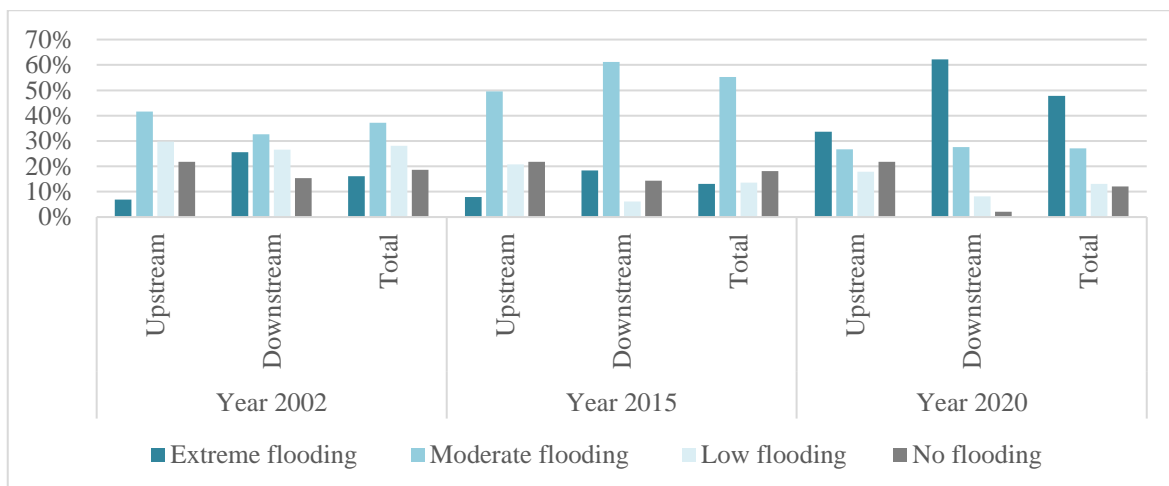 70%
60%
50%
40%
30%
20%
10%
0%
Upstream
Downstream
Total
Upstream
Downstream
Total
Upstream
Downstream
Total
Year 2002
Year 2015
Year 2020
Extreme flooding
Moderate flooding
Low flooding
No flooding